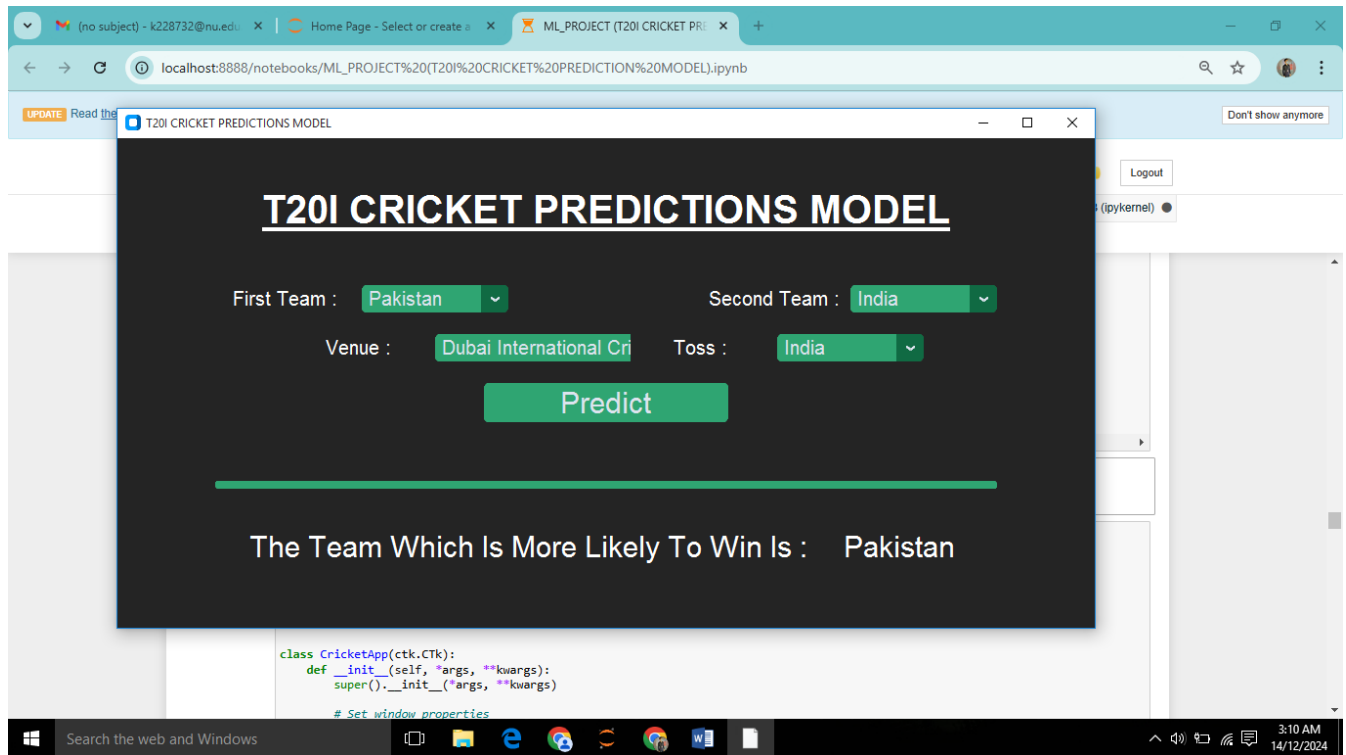 (no subject) - k228732@nu.edu. Home Page - Select or create a ML_PROJECT (T20I CRICKET PRE
localhost:8888/notebooks/ML_PROJECT%20(T20I%20CRICKET%20PREDICTION%20MODEL).ipynb
UPDATE Read the Don't show anymore
T20I CRICKET PREDICTIONS MODEL
Logout
(ipykernel)
T20I CRICKET PREDICTIONS MODEL
First Team : Pakistan Second Team : India
Venue : Dubai International Cri Toss : India
Predict
The Team Which Is More Likely To Win Is : Pakistan
class CricketApp(ctk.CTk):
def __init__(self, *args, **kwargs):
super().__init__(*args, **kwargs)
# Set window properties
Search the web and Windows
3:10 AM
14/12/2024